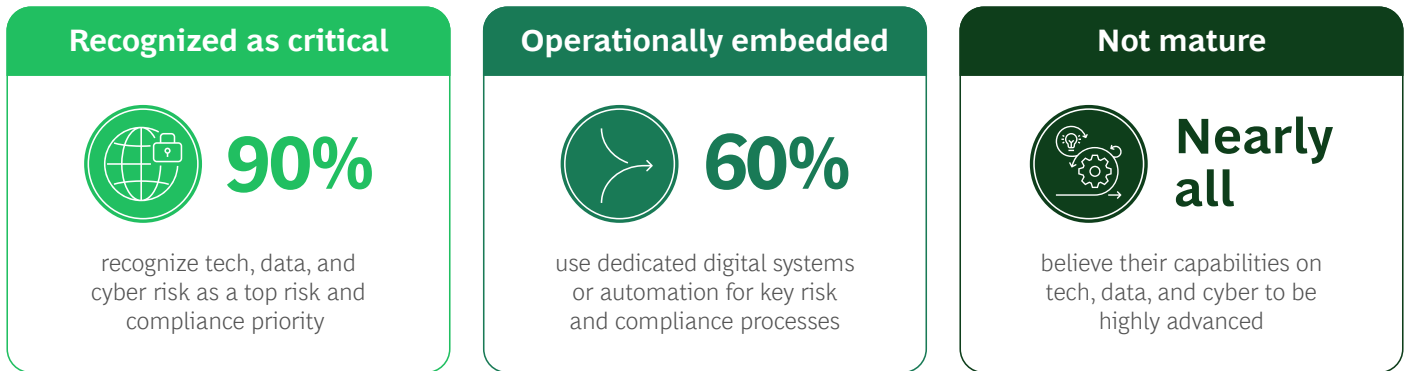 Recognized as critical
90%
recognize tech, data, and
cyber risk as a top risk and
compliance priority
Operationally embedded
60%
use dedicated digital systems
or automation for key risk
and compliance processes
Not mature
Nearly
all
believe their capabilities on
tech, data, and cyber to be
highly advanced